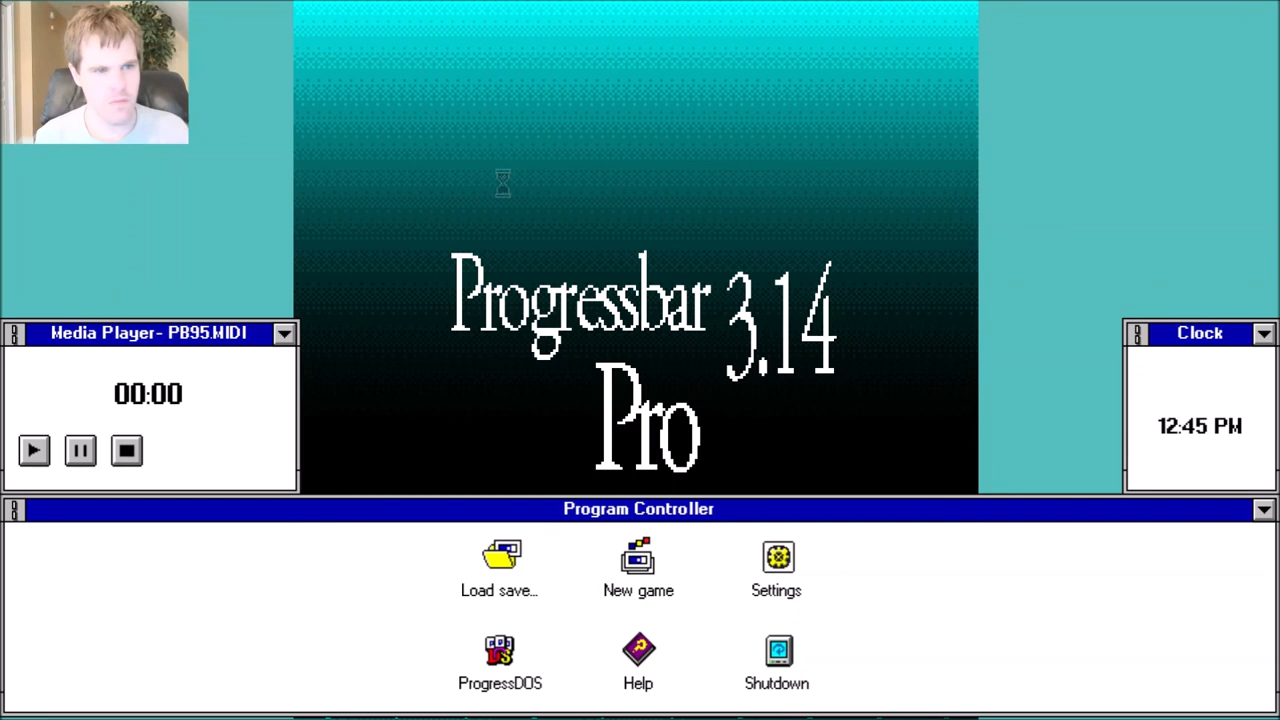 Progressbar 3.14
Pro
Media Player- PB95.MIDI
00:00
Clock
12:45 PM
Program Controller
Load save...
New game
Settings
ProgressDOS
Help
Shutdown